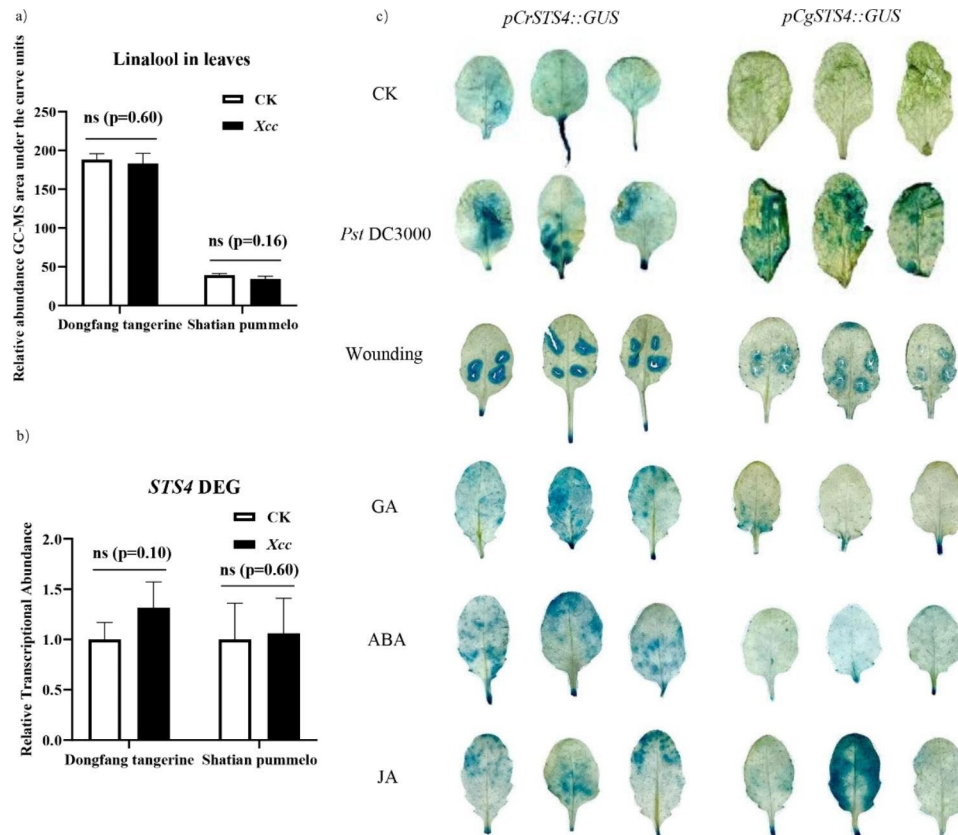 a)
Linalool in leaves
CK
Xcc
ns (p=0.60)
ns (p=0.16)
Relative abundance GC-MS area under the curve units
250
200
150
100
50
0
Dongfang tangerine Shatian pummelo
b)
STS4 DEG
CK
Xcc
ns (p=0.10)
ns (p=0.60)
Relative Transcriptional Abundance
2.0
1.5
1.0
0.5
0.0
Dongfang tangerine Shatian pummelo
c)
pCrSTS4::GUS pCgSTS4::GUS
CK
Pst DC3000
Wounding
GA
ABA
JA